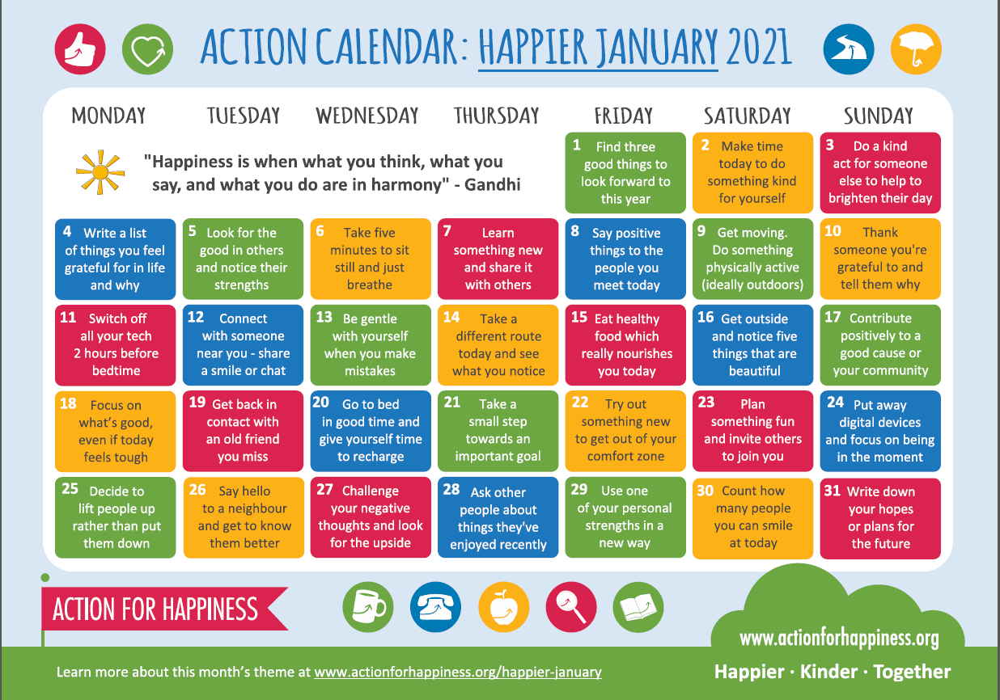 ACTION CALENDAR: HAPPIER JANUARY 2021
MONDAY
TUESDAY
WEDNESDAY
THURSDAY
FRIDAY
SATURDAY
SUNDAY
"Happiness is when what you think, what you
say, and what you do are in harmony" - Gandhi
1 Find three
good things to
look forward to
this year
2 Make time
today to do
something kind
for yourself
3 Do a kind
act for someone
else to help to
brighten their day
4 Write a list
of things you feel
grateful for in life
and why
5 Look for the
good in others
and notice their
strengths
6 Take five
minutes to sit
still and just
breathe
7 Learn
something new
and share it
with others
8 Say positive
things to the
people you
meet today
9 Get moving.
Do something
physically active
(ideally outdoors)
10 Thank
someone you're
grateful to and
tell them why
11 Switch off
all your tech
2 hours before
bedtime
12 Connect
with someone
near you - share
a smile or chat
13 Be gentle
with yourself
when you make
mistakes
14 Take a
different route
today and see
what you notice
15 Eat healthy
food which
really nourishes
you today
16 Get outside
and notice five
things that are
beautiful
17 Contribute
positively to a
good cause or
your community
18 Focus on
what's good,
even if today
feels tough
19 Get back in
contact with
an old friend
you miss
20 Go to bed
in good time and
give yourself time
to recharge
21 Take a
small step
towards an
important goal
22 Try out
something new
to get out of your
comfort zone
23 Plan
something fun
and invite others
to join you
24 Put away
digital devices
and focus on being
in the moment
25 Decide to
lift people up
rather than put
them down
26 Say hello
to a neighbour
and get to know
them better
27 Challenge
your negative
thoughts and look
for the upside
28 Ask other
people about
things they've
enjoyed recently
29 Use one
of your personal
strengths in a
new way
30 Count how
many people
you can smile
at today
31 Write down
your hopes
or plans for
the future
ACTION FOR HAPPINESS
www.actionforhappiness.org
Learn more about this month's theme at www.actionforhappiness.org/happier-january
Happier · Kinder · Together